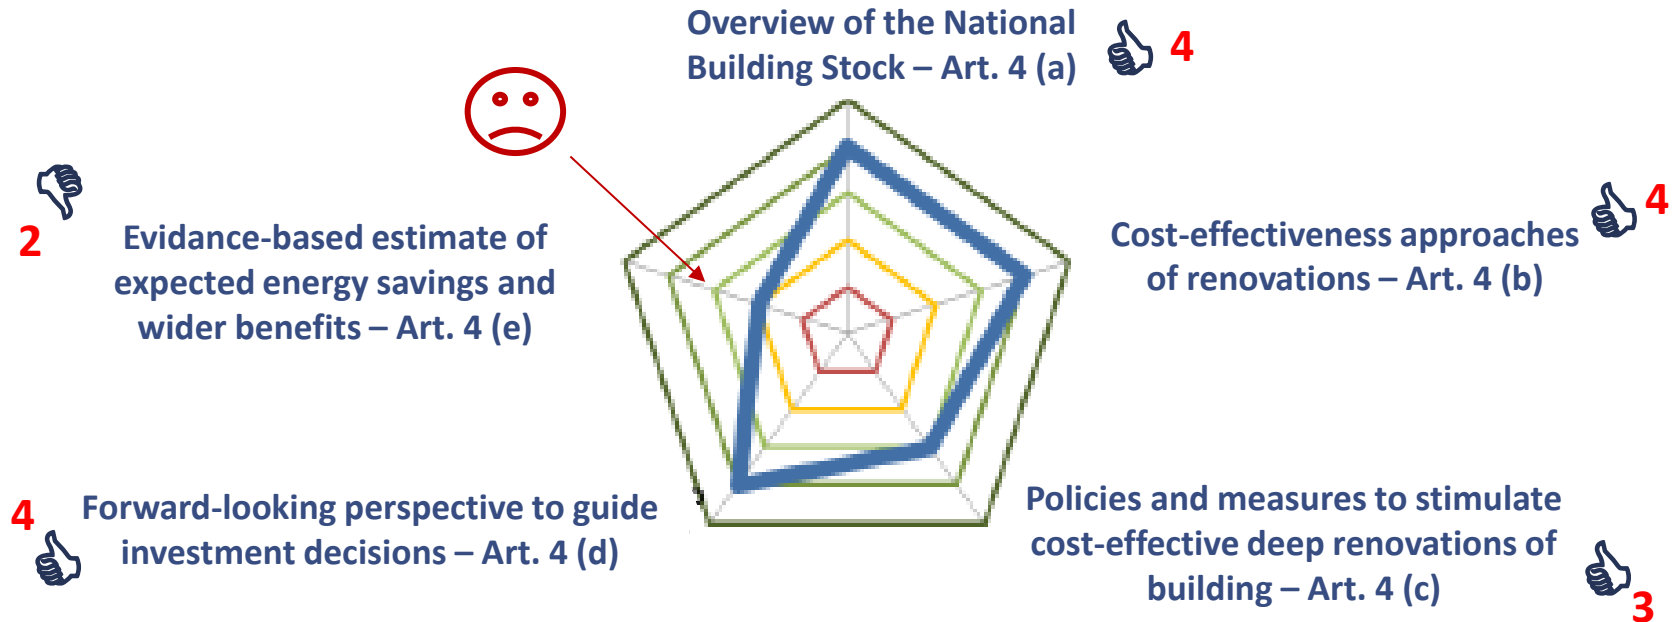 Overview of the National
Building Stock – Art. 4 (a)
4
4
Cost-effectiveness approaches
of renovations – Art. 4 (b)
2
Evidance-based estimate of
expected energy savings and
wider benefits – Art. 4 (e)
4
Forward-looking perspective to guide
investment decisions – Art. 4 (d)
Policies and measures to stimulate
cost-effective deep renovations of
building – Art. 4 (c)
3